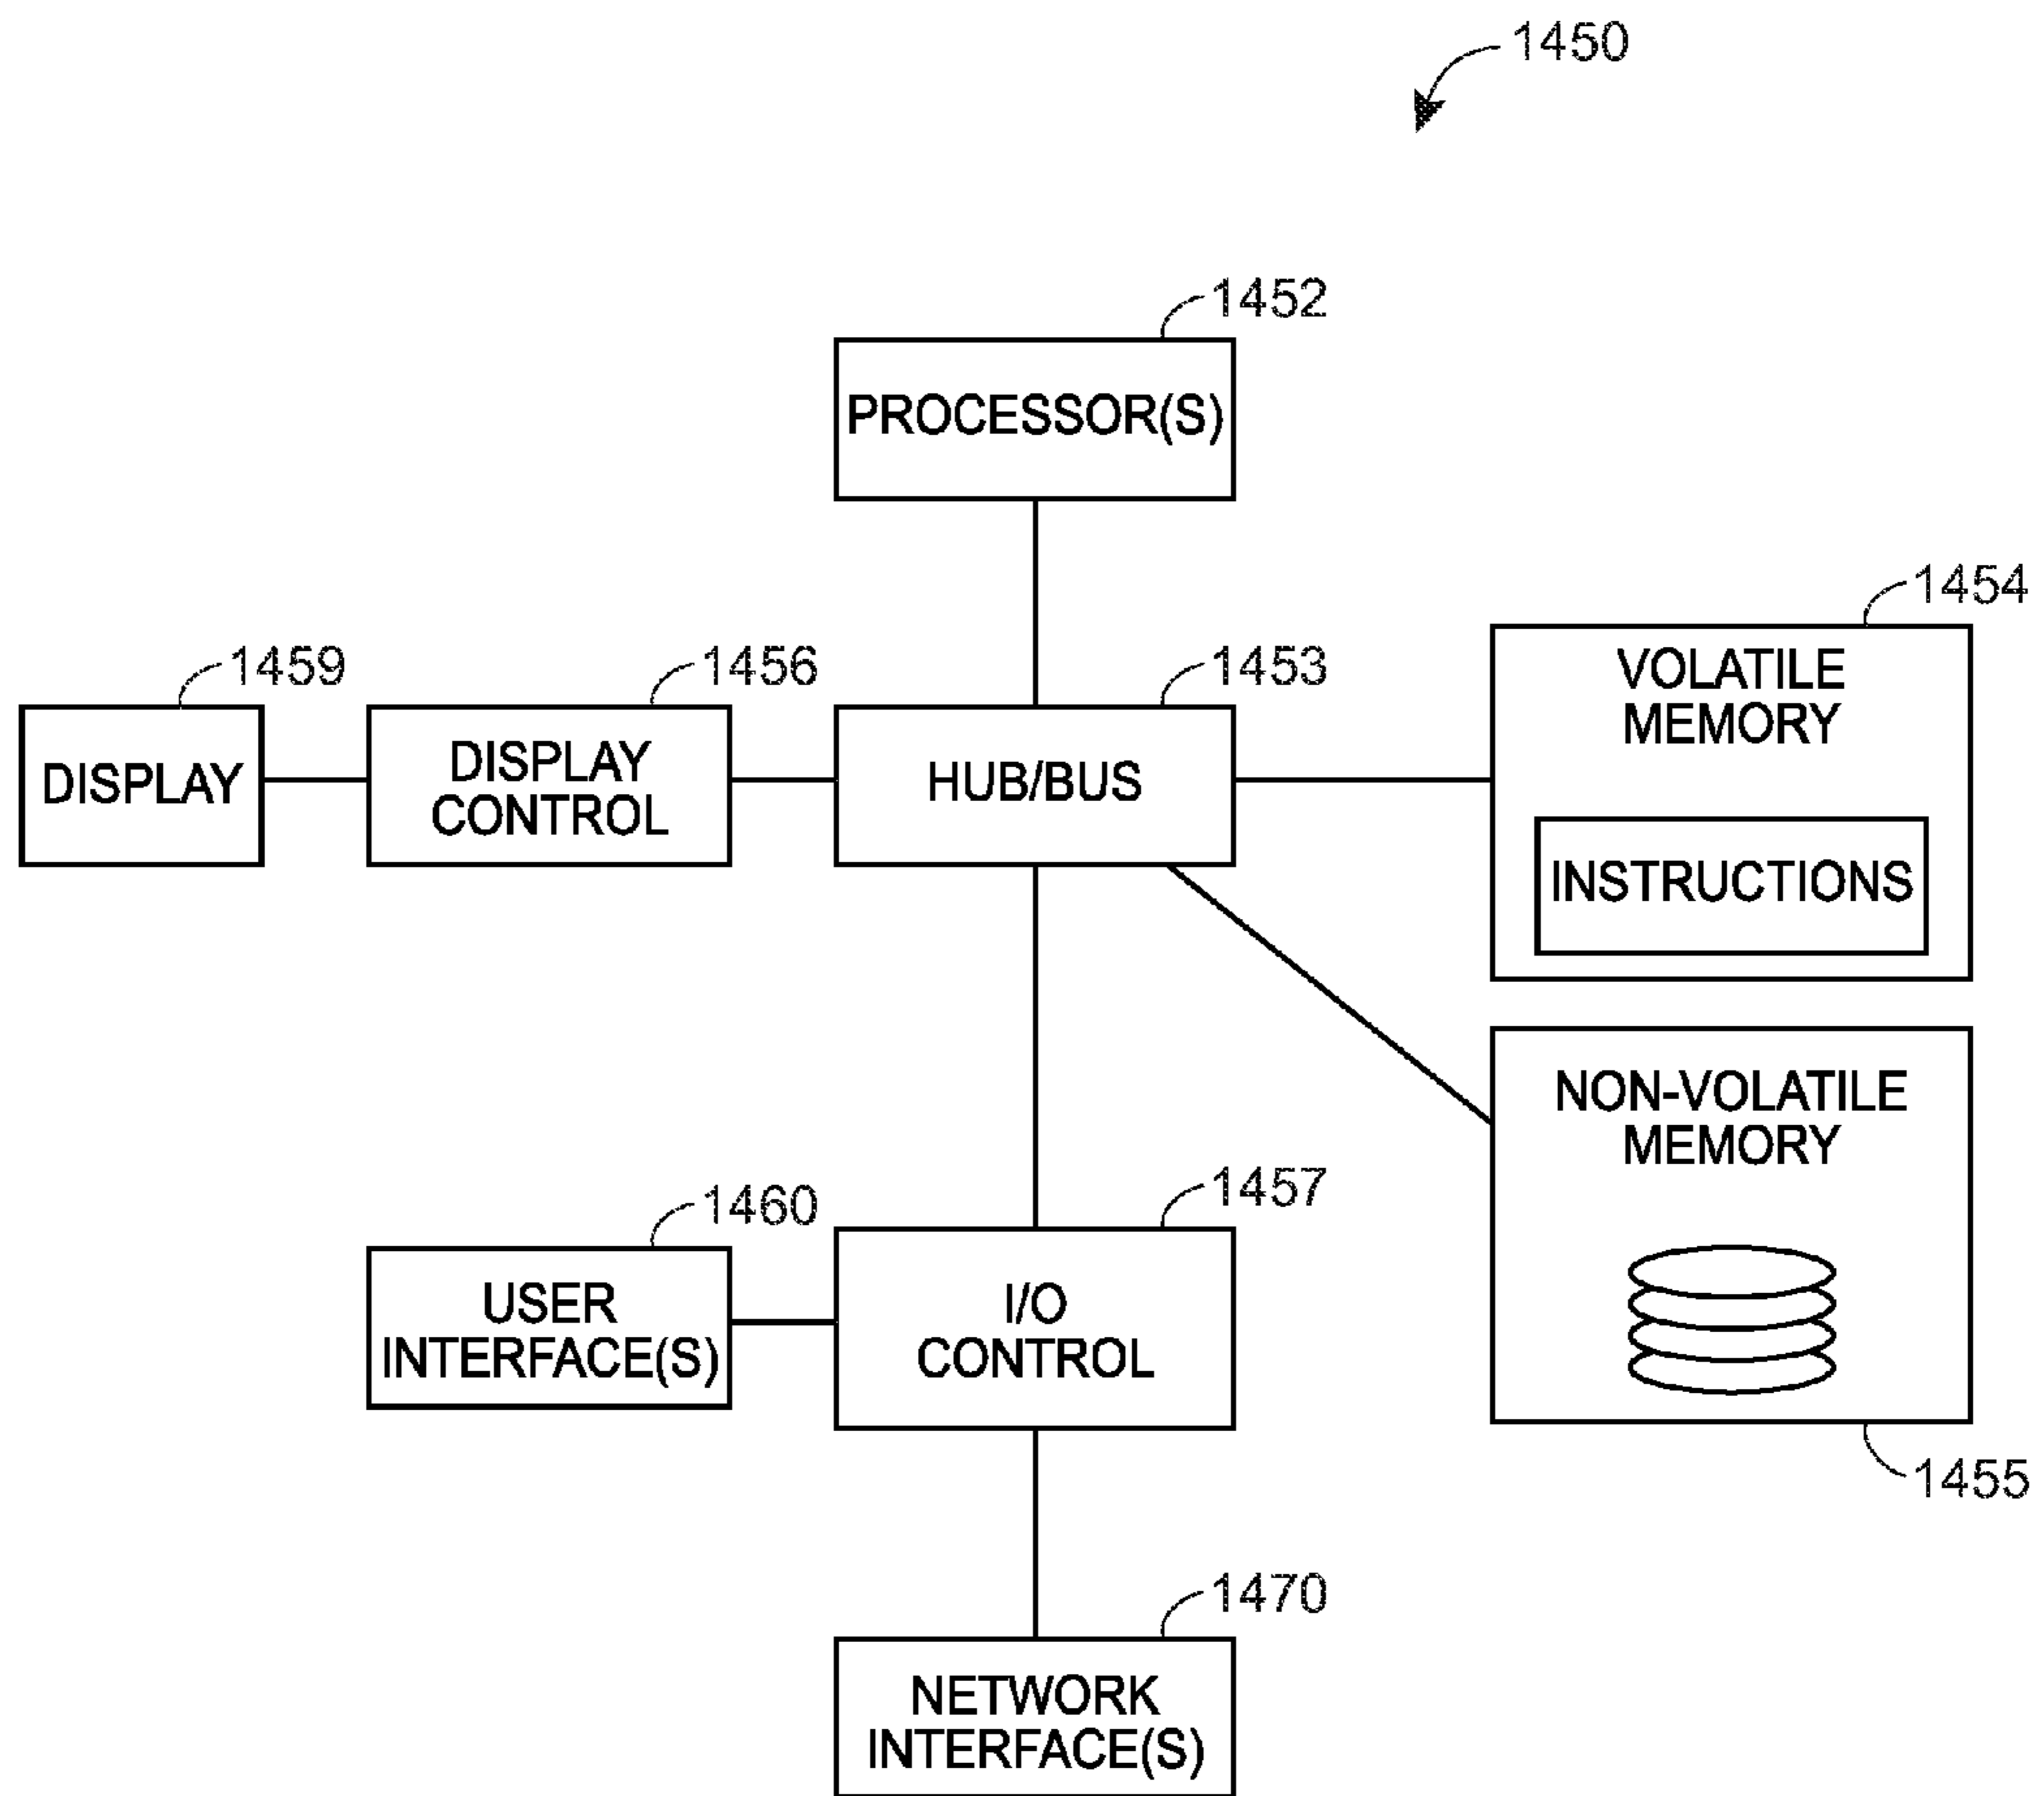 1450
1452
PROCESSOR(S)
1454
VOLATILE
MEMORY
INSTRUCTIONS
1459
DISPLAY
1456
DISPLAY
CONTROL
1453
HUB/BUS
NON-VOLATILE
MEMORY
1455
1460
USER
INTERFACE(S)
1457
I/O
CONTROL
1470
NETWORK
INTERFACE(S)